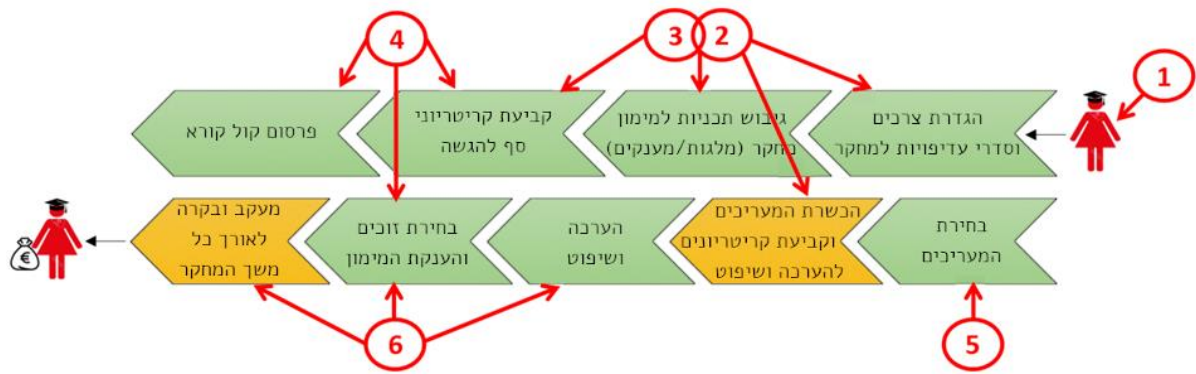 4
3
2
1
הגדרת צרכים
וסדרי עדיפויות למחקר
גיבוש תכניות למימון
מחקר (מלגות/מענקים)
קביעת קריטריוני
סף להגשה
פרסום קול קורא
בחירת
המעריכים
הכשרת המעריכים
וקביעת קריטריונים
להערכה ושיפוט
הערכה
ושיפוט
בחירת זוכים
והענקת המימון
מעקב ובקרה
לאורך כל
משך המחקר
€
6
5